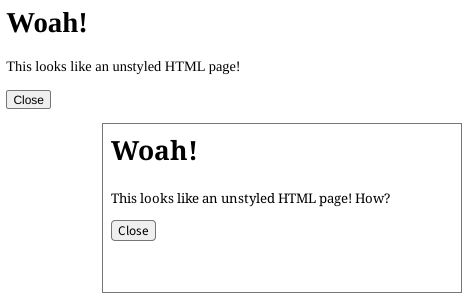 Woah!
This looks like an unstyled HTML page!
Close
Woah!
This looks like an unstyled HTML page! How?
Close